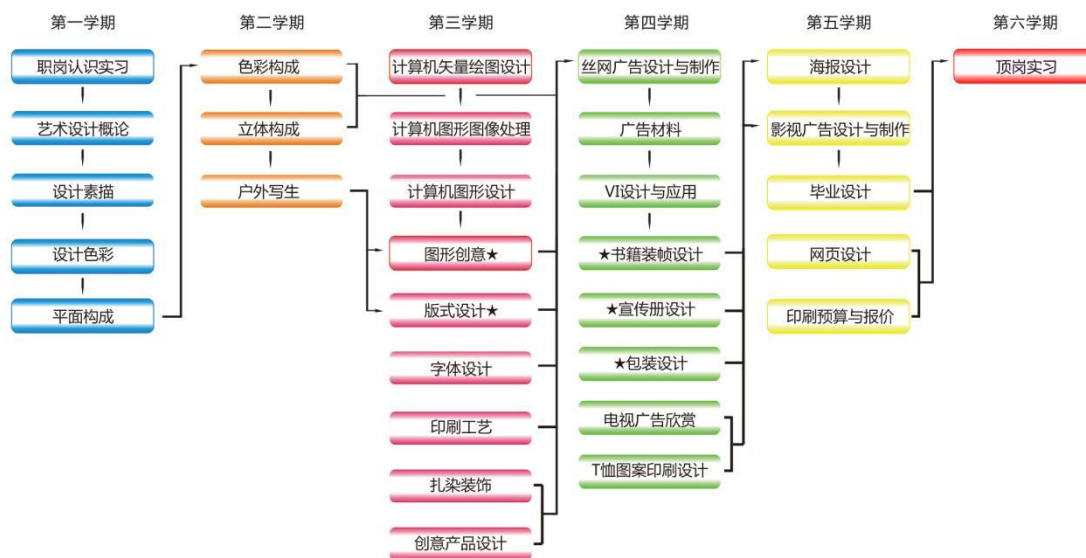 第一学期
职岗认识实习
艺术设计概论
设计素描
设计色彩
平面构成
第二学期
色彩构成
立体构成
户外写生
第三学期
计算机矢量绘图设计
计算机图形图像处理
计算机图形设计
图形创意★
版式设计★
字体设计
印刷工艺
扎染装饰
创意产品设计
第四学期
丝网广告设计与制作
广告材料
VI设计与应用
★书籍装帧设计
★宣传册设计
★包装设计
电视广告欣赏
T恤图案印刷设计
第五学期
海报设计
影视广告设计与制作
毕业设计
网页设计
印刷预算与报价
第六学期
顶岗实习